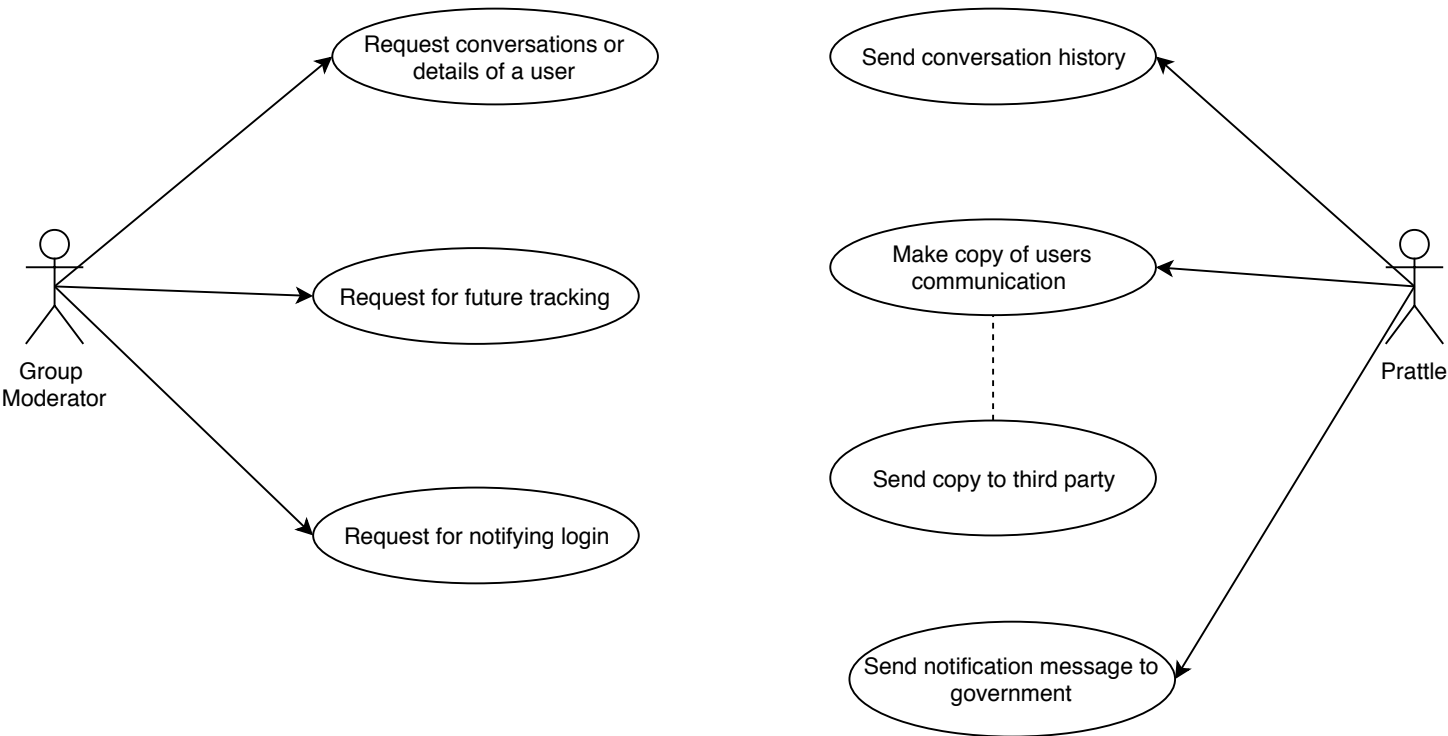 Request conversations or
details of a user
Send conversation history
Make copy of users
communication
Request for future tracking
Group
Moderator
Prattle
Send copy to third party
Request for notifying login
Send notification message to
government